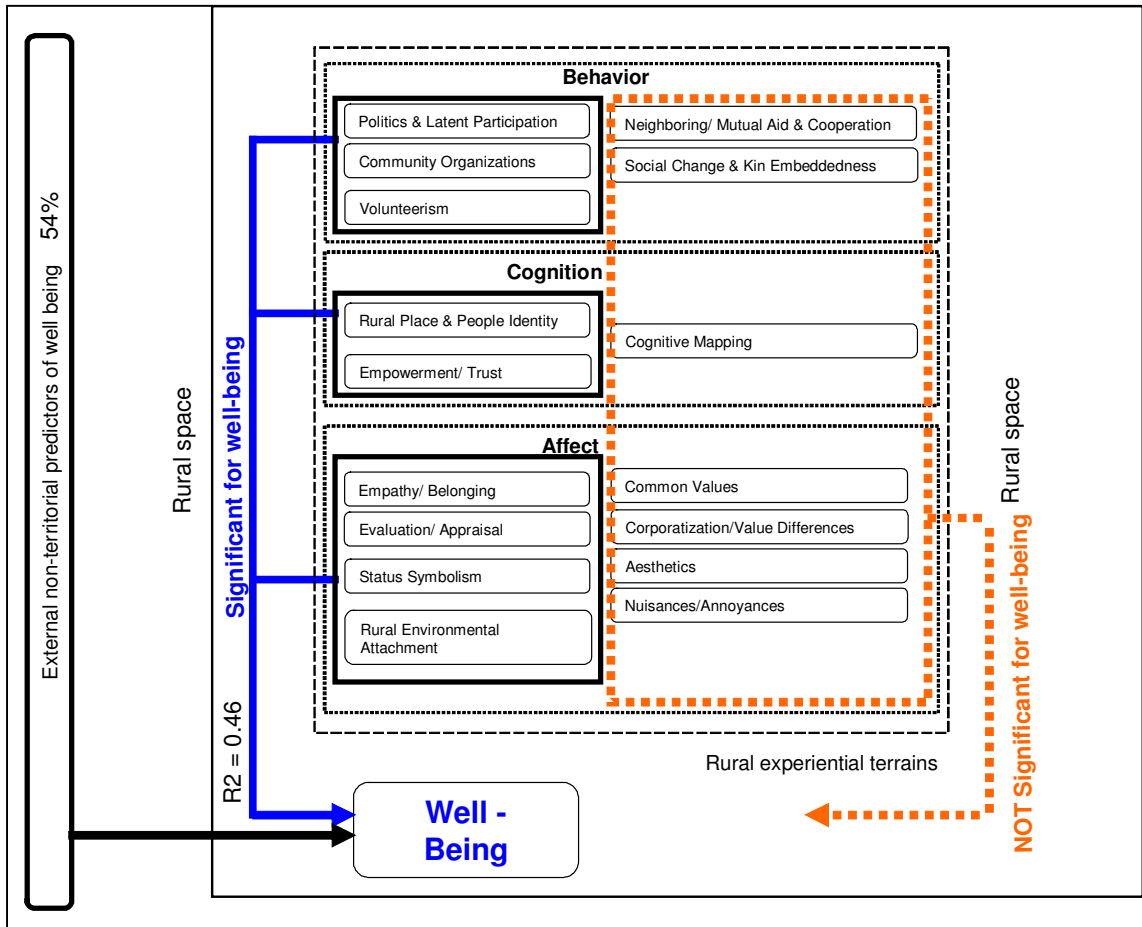 External non-territorial predictors of well being   54%
Rural space
Significant for well-being
R2 = 0.46
Behavior
Politics & Latent Participation
Community Organizations
Volunteerism
Neighboring/ Mutual Aid & Cooperation
Social Change & Kin Embeddedness
Cognition
Rural Place & People Identity
Empowerment/ Trust
Cognitive Mapping
Affect
Empathy/ Belonging
Evaluation/ Appraisal
Status Symbolism
Rural Environmental
Attachment
Common Values
Corporatization/Value Differences
Aesthetics
Nuisances/Annoyances
Rural space
NOT Significant for well-being
Rural experiential terrains
Well -
Being